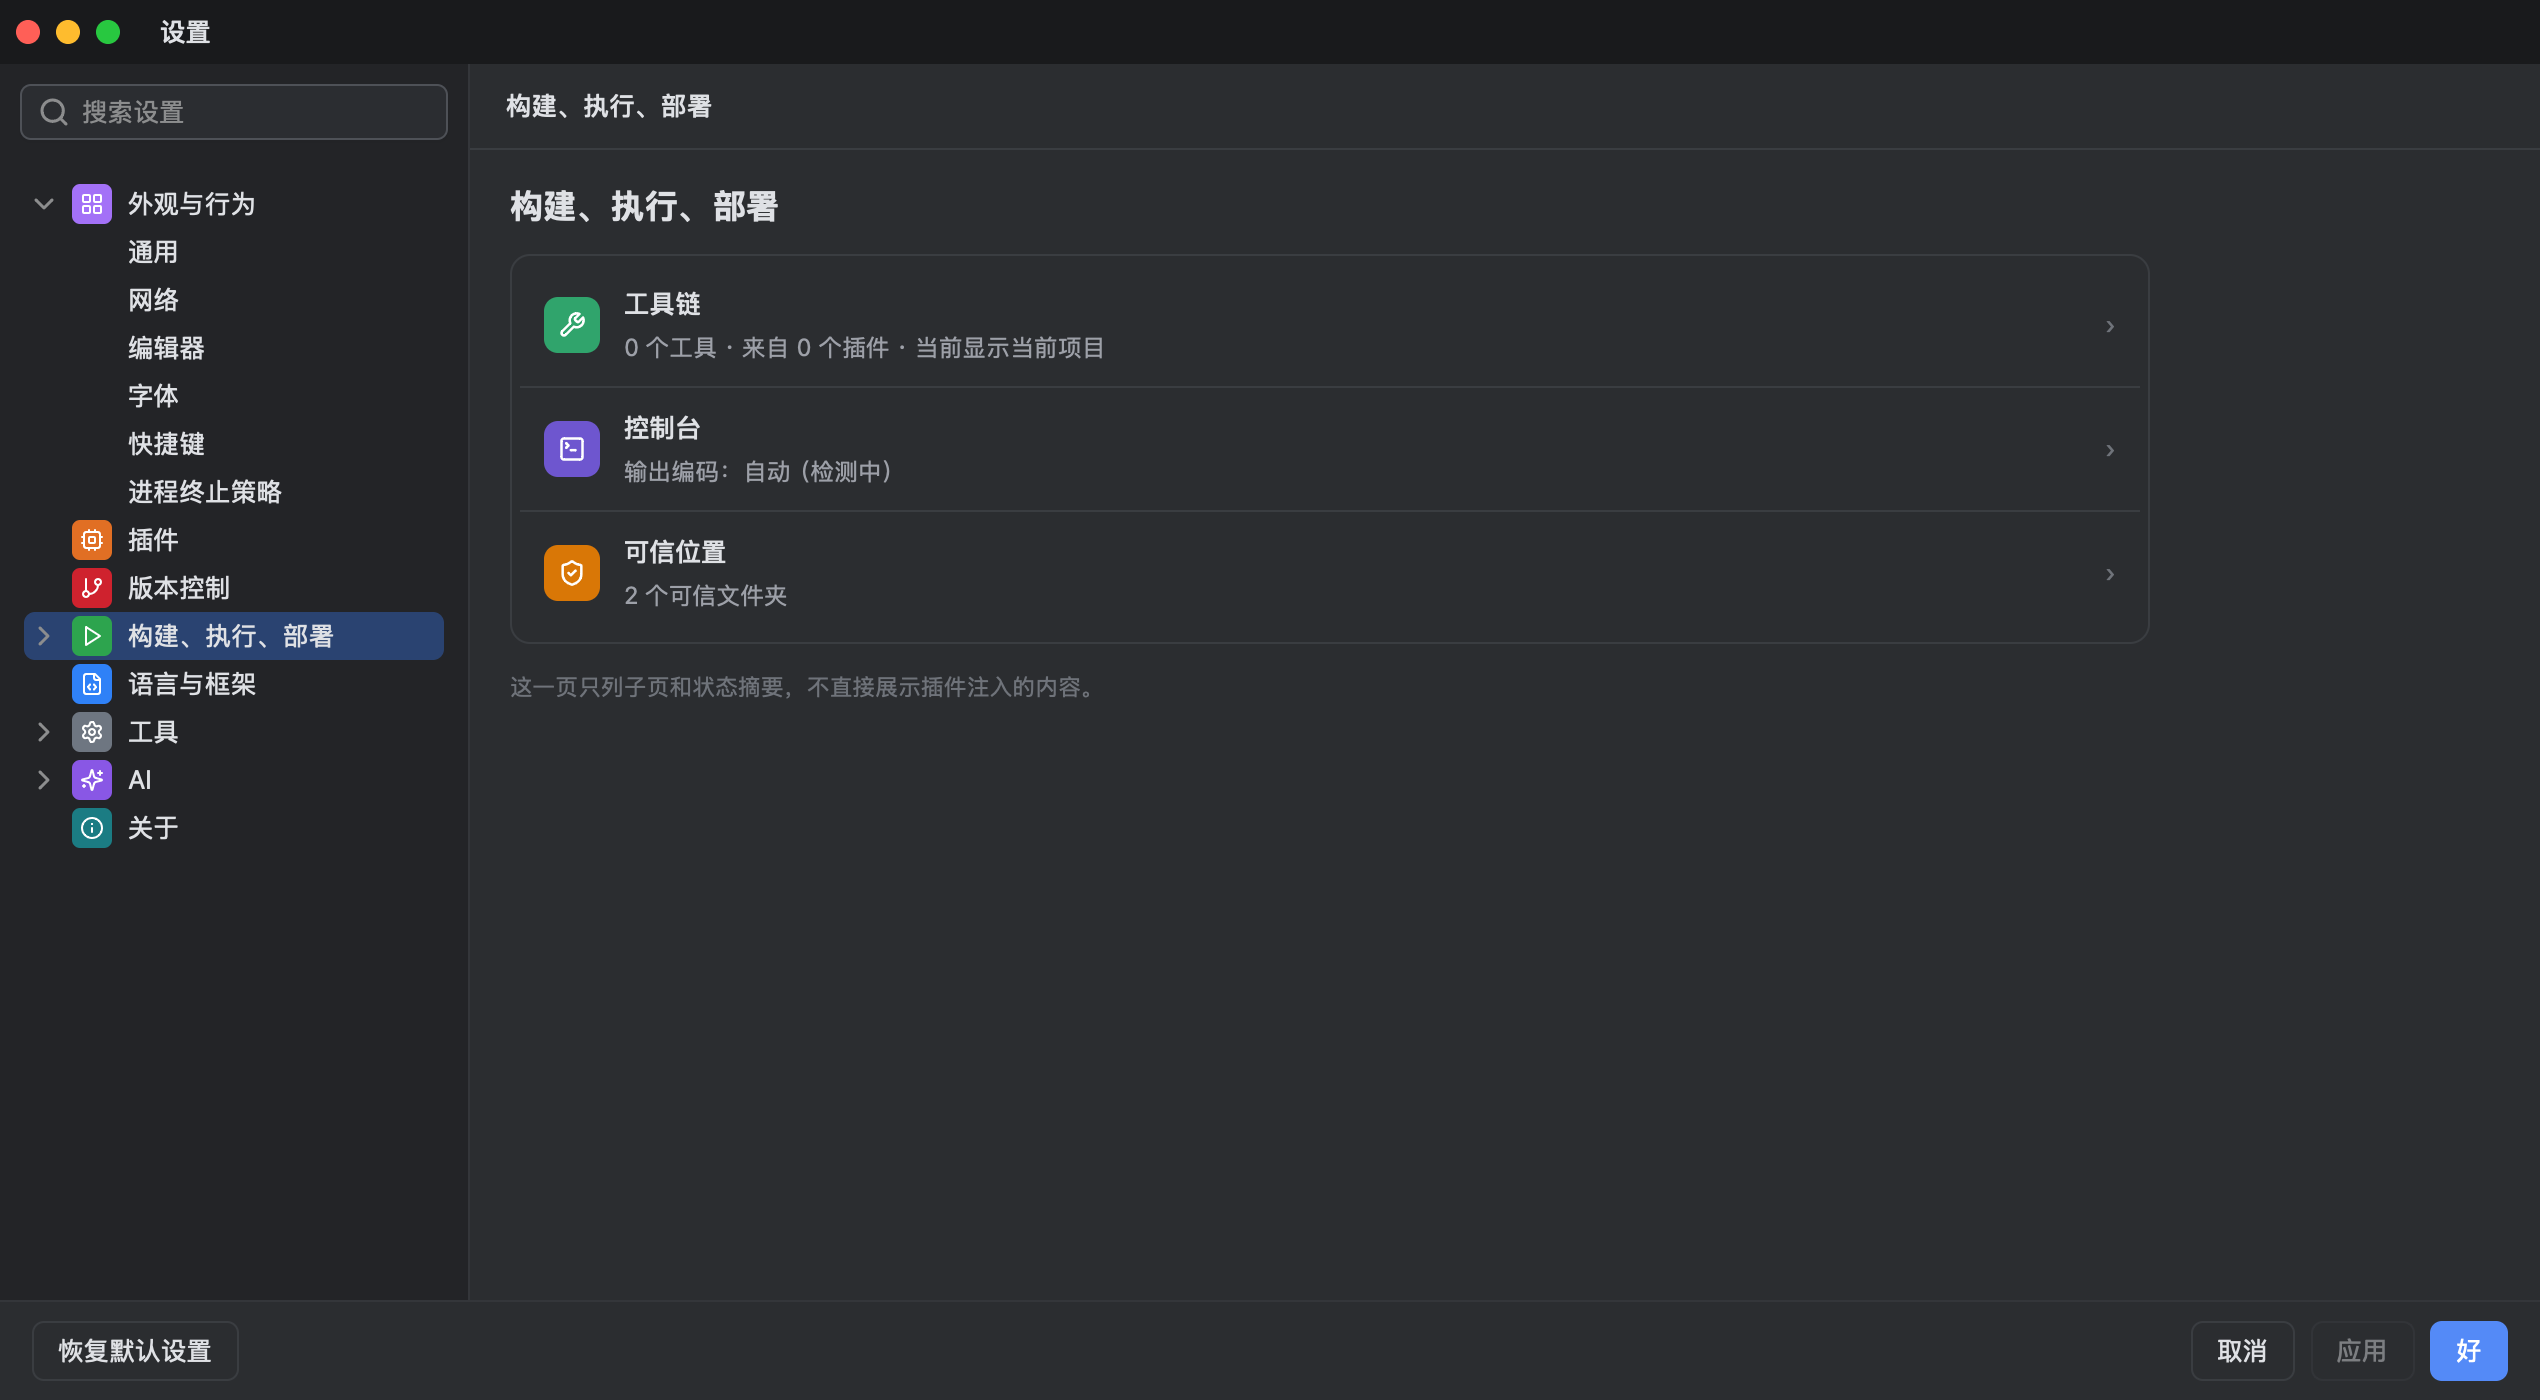 设置
搜索设置
外观与行为
通用
网络
编辑器
字体
快捷键
进程终止策略
插件
版本控制
构建、执行、部署
语言与框架
工具
AI
关于
构建、执行、部署
构建、执行、部署
工具链
0 个工具 · 来自 0 个插件 · 当前显示当前项目
控制台
输出编码：自动（检测中）
可信位置
2 个可信文件夹
这一页只列子页和状态摘要，不直接展示插件注入的内容。
恢复默认设置
取消
应用
好